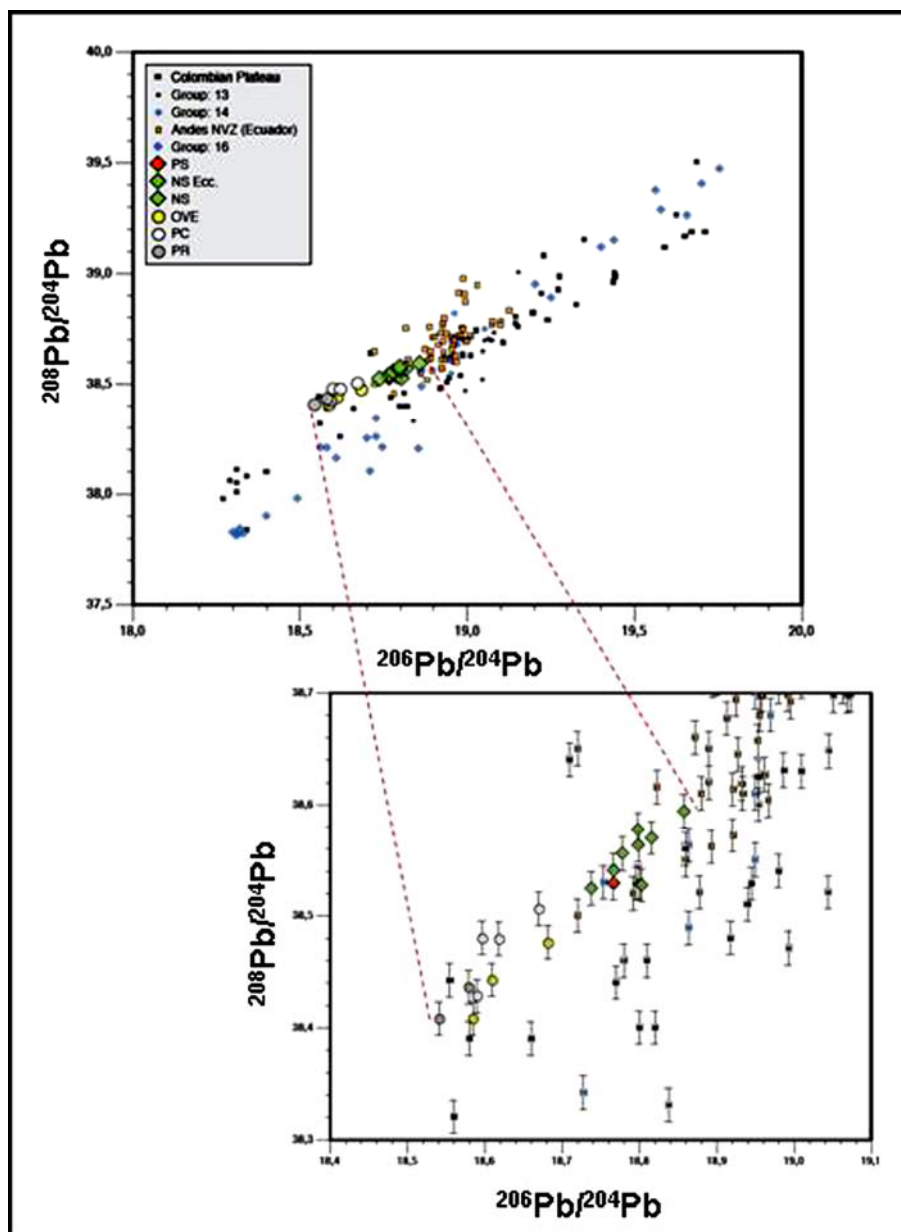 40,0
Colombian Plateau
Group: 13
Group: 14
Andes NVZ (Ecuador)
Group: 16
PS
NS Ecc.
NS
OVE
PC
PR
39,5
39,0
38,5
38,0
37,5
208Pb/204Pb
18,0 18,5 19,0 19,5 20,0
206Pb/204Pb
38,7
38,6
38,5
38,4
38,3
208Pb/204Pb
18,4 18,5 18,6 18,7 18,8 18,9 19,0 19,1
206Pb/204Pb